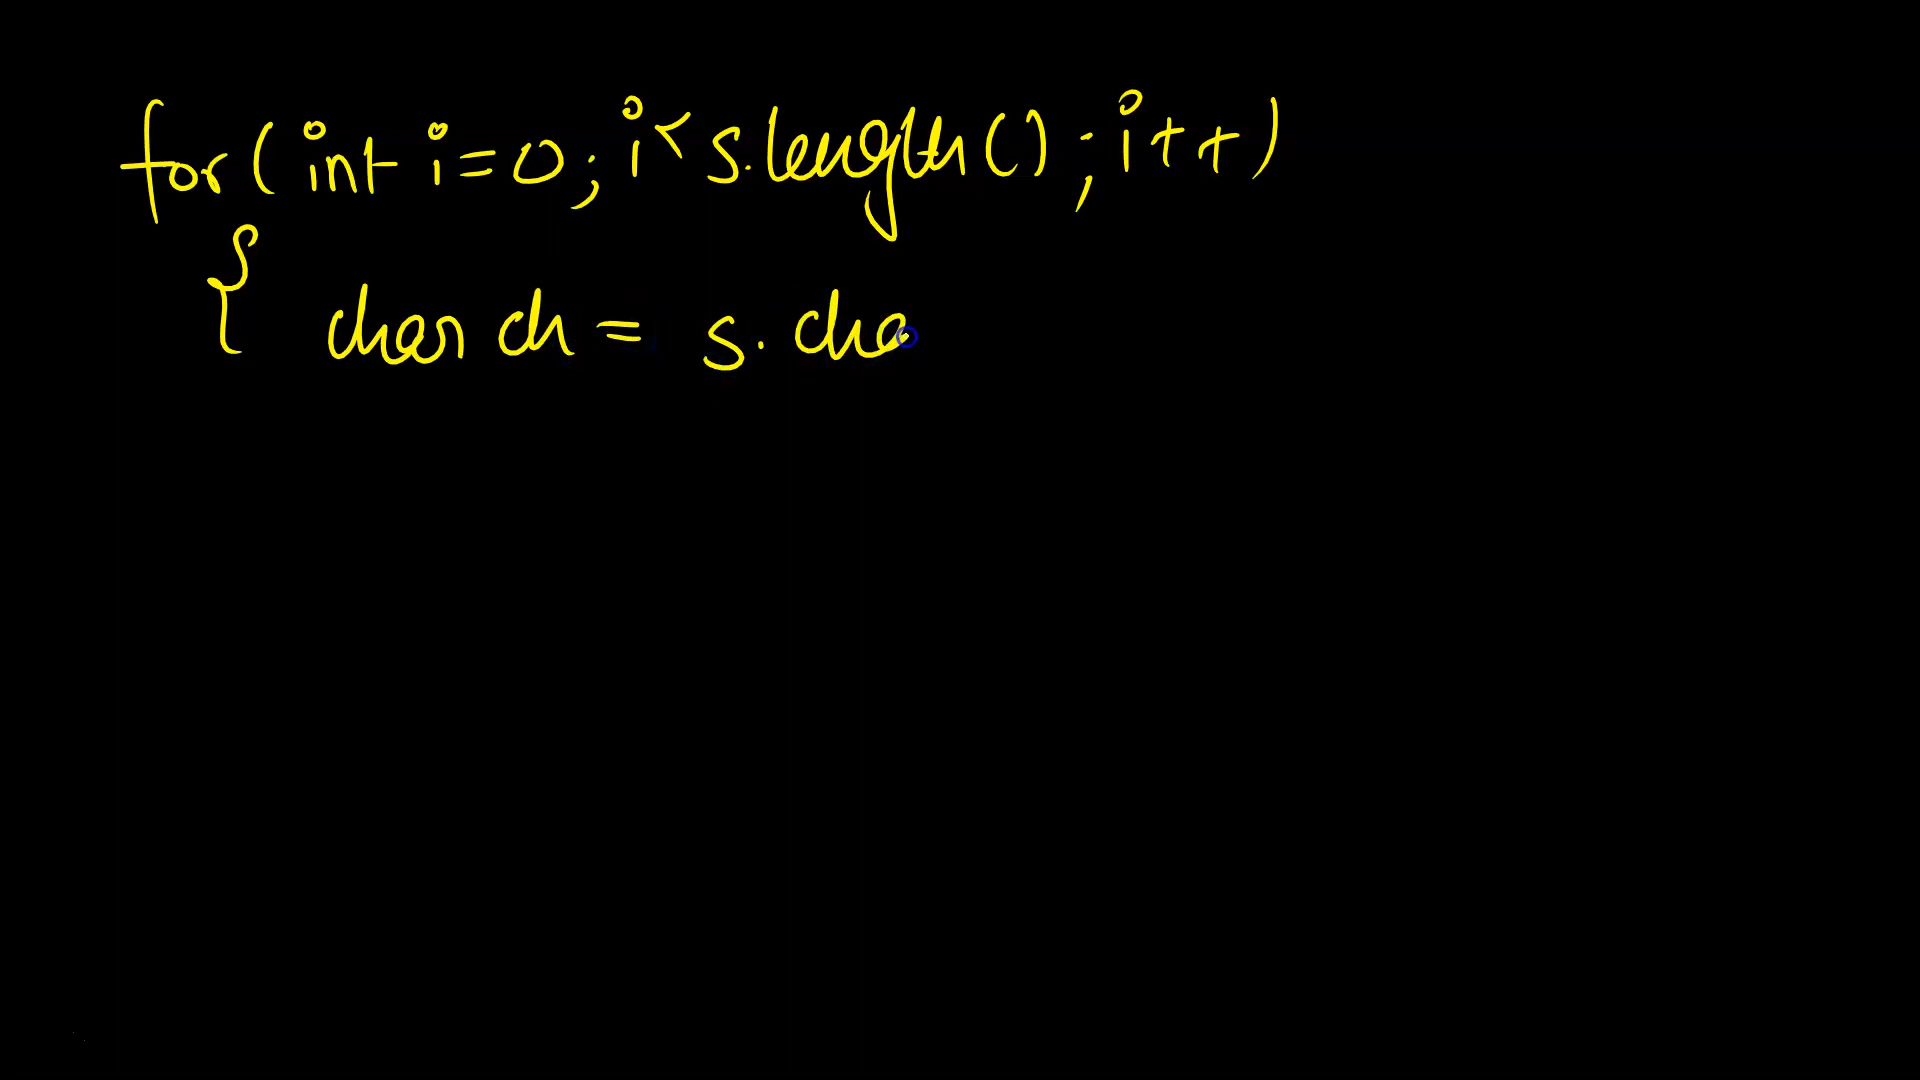 for( int i=0; i< s.length() ; i++)
{ char ch = s. cha